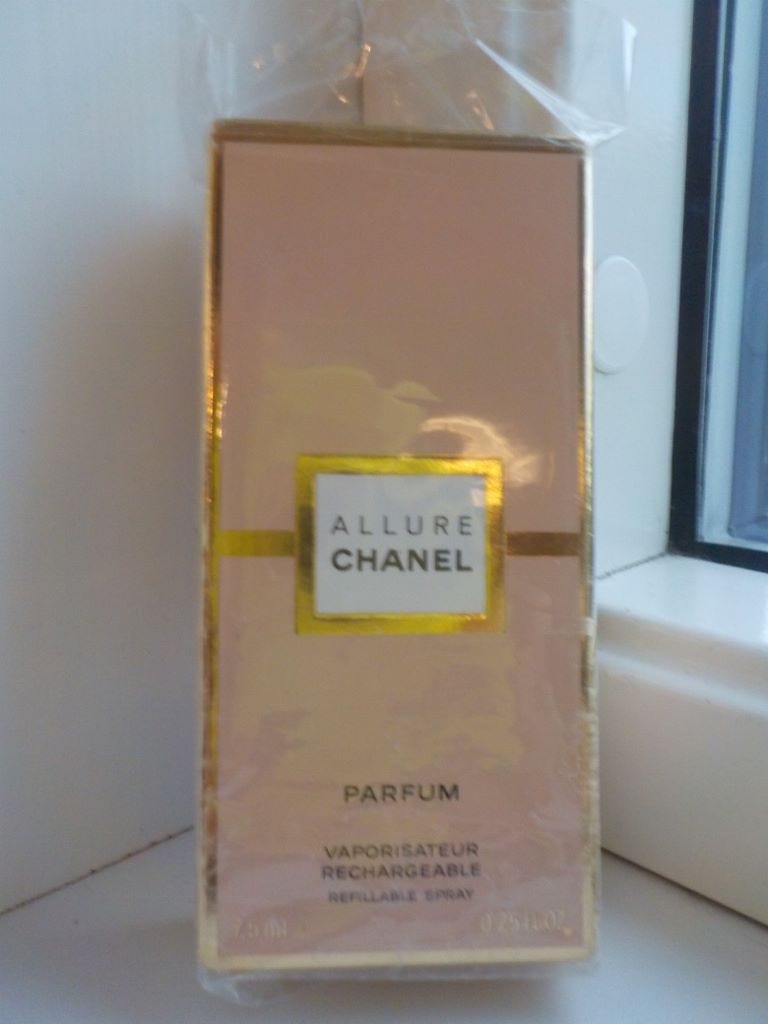 ALLURE
CHANEL
PARFUM
VAPORISATEUR
RECHARGEABLE
REFILLABLE SPRAY
7.5 ml 0.25 FL.OZ.